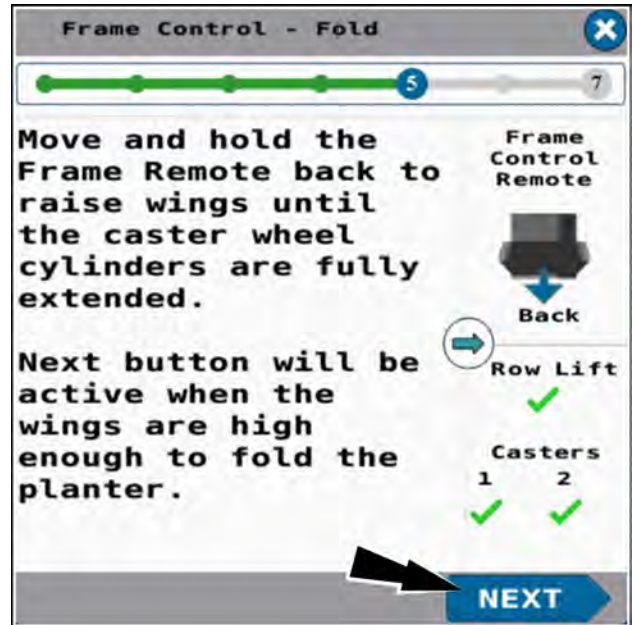 Frame Control - Fold
5
7
Move and hold the
Frame Remote back to
raise wings until
the caster wheel
cylinders are fully
extended.
Next button will be
active when the
wings are high
enough to fold the
planter.
Frame
Control
Remote
Back
Row Lift
Casters
1 2
NEXT